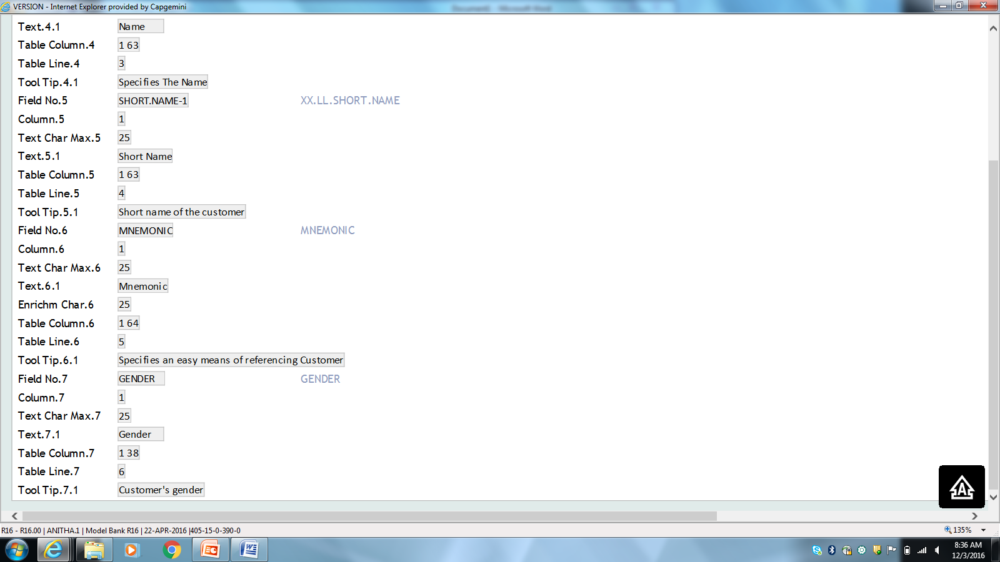 VERSION - Internet Explorer provided by Capgemini
Text.4.1 Name
Table Column.4 1 63
Table Line.4 3
Tool Tip.4.1 Specifies The Name
Field No.5 SHORT.NAME-1 XX.LL.SHORT.NAME
Column.5 1
Text Char Max.5 25
Text.5.1 Short Name
Table Column.5 1 63
Table Line.5 4
Tool Tip.5.1 Short name of the customer
Field No.6 MNEMONIC MNEMONIC
Column.6 1
Text Char Max.6 25
Text.6.1 Mnemonic
Enrichm Char.6 25
Table Column.6 1 64
Table Line.6 5
Tool Tip.6.1 Specifies an easy means of referencing Customer
Field No.7 GENDER GENDER
Column.7 1
Text Char Max.7 25
Text.7.1 Gender
Table Column.7 1 38
Table Line.7 6
Tool Tip.7.1 Customer's gender
R16 - R16.00 | ANITHA.1 | Model Bank R16 | 22-APR-2016 |405-15-0-390-0
135%
8:36 AM
12/3/2016